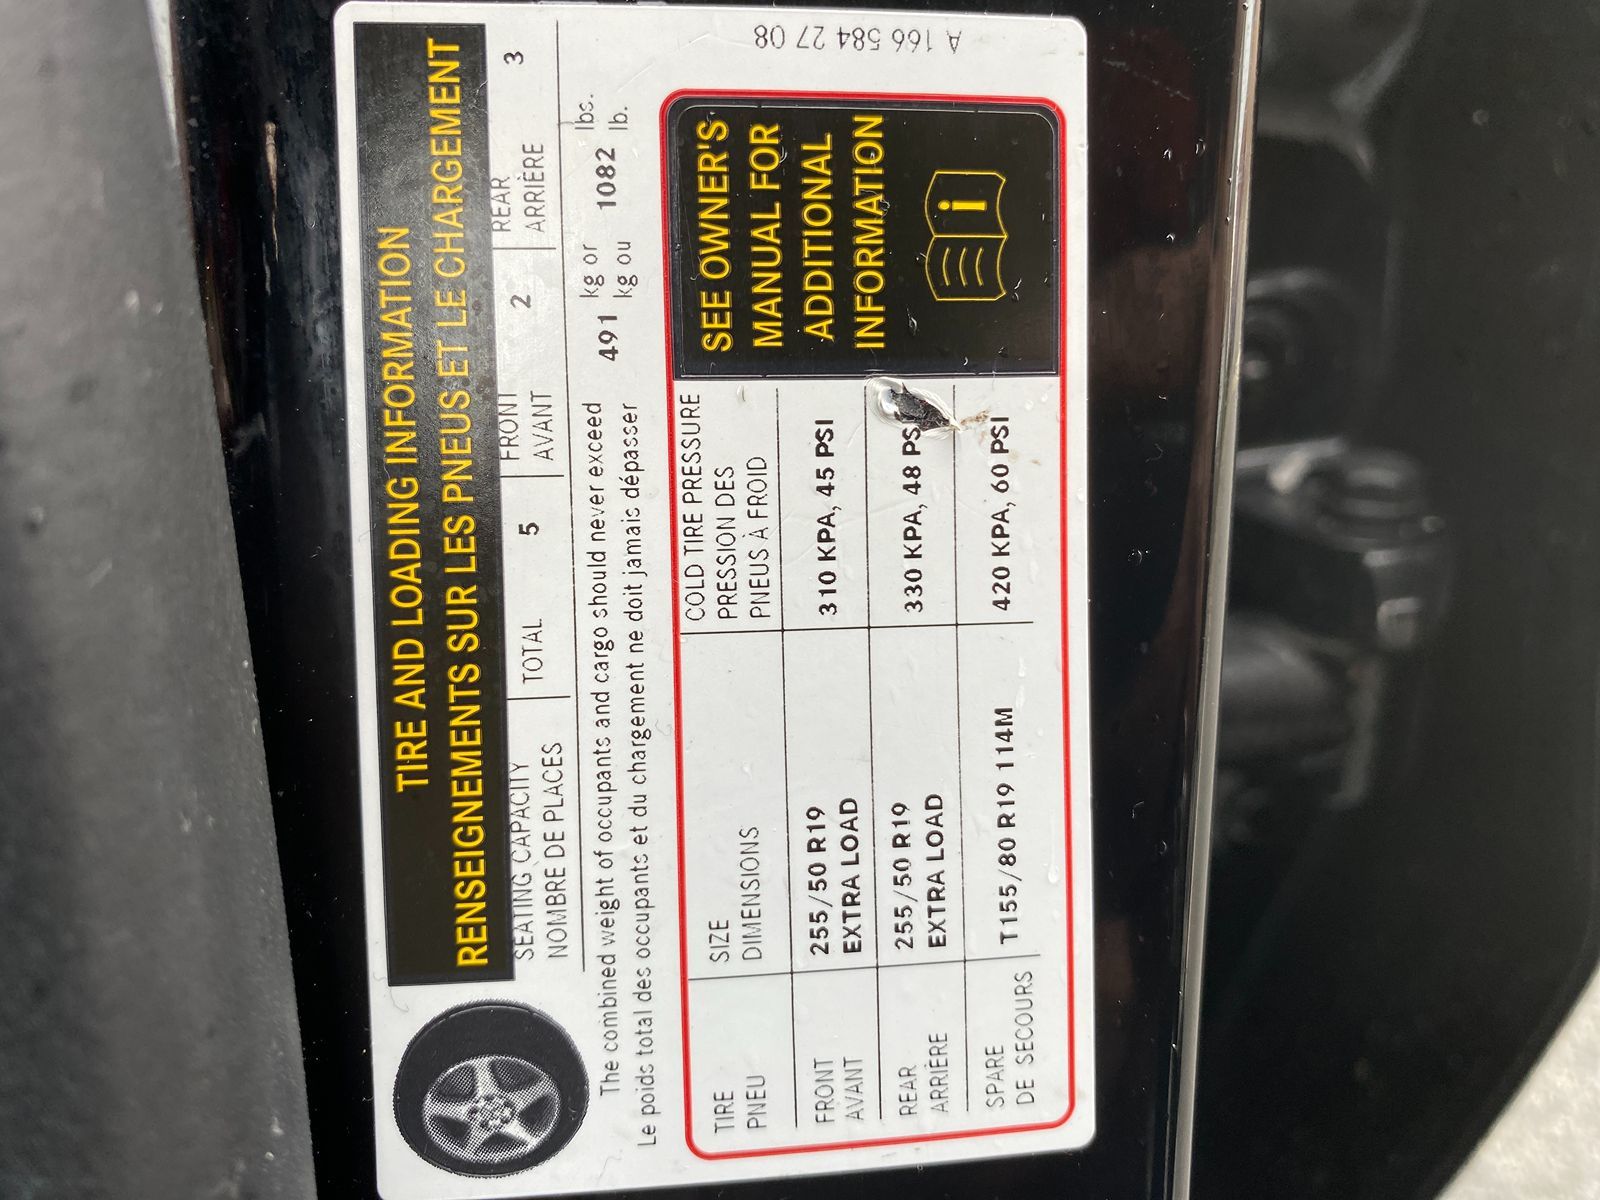 TIRE AND LOADING INFORMATION
RENSEIGNEMENTS SUR LES PNEUS ET LE CHARGEMENT
SEATING CAPACITY
NOMBRE DE PLACES
TOTAL 5
FRONT
AVANT
2
REAR
ARRIÈRE
3
The combined weight of occupants and cargo should never exceed 491 kg or 1082 lbs.
Le poids total des occupants et du chargement ne doit jamais dépasser kg ou lb.
TIRE
PNEU
SIZE
DIMENSIONS
COLD TIRE PRESSURE
PRESSION DES
PNEUS À FROID
FRONT
AVANT
255/50 R19
EXTRA LOAD
310 KPA, 45 PSI
REAR
ARRIÈRE
255/50 R19
EXTRA LOAD
330 KPA, 48 PSI
SPARE
DE SECOURS
T155/80 R19 114M
420 KPA, 60 PSI
SEE OWNER'S
MANUAL FOR
ADDITIONAL
INFORMATION
i
A 166 584 27 08